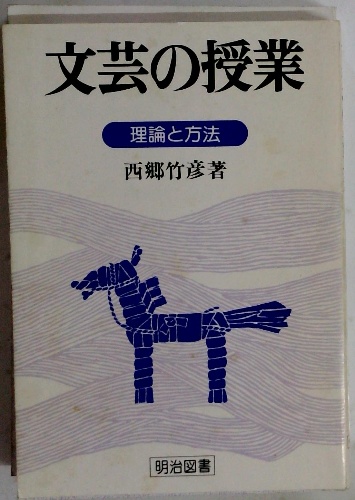 文芸の授業
理論と方法
西郷竹彦著
明治図書